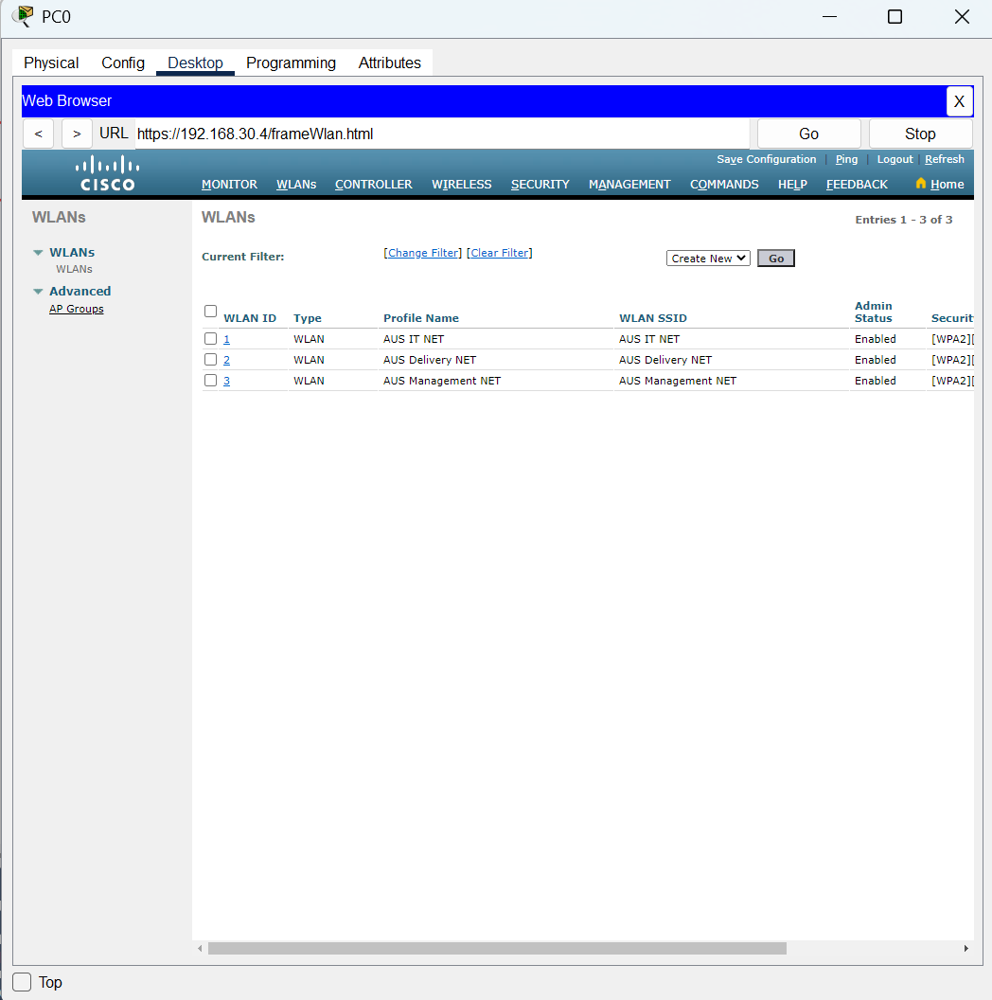 PC0
Physical Config Desktop Programming Attributes
Web Browser X
< > URL https://192.168.30.4/frameWlan.html Go Stop
Save Configuration | Ping | Logout | Refresh
CISCO
MONITOR WLANs CONTROLLER WIRELESS SECURITY MANAGEMENT COMMANDS HELP FEEDBACK Home
WLANs
WLANs
WLANs
Advanced
AP Groups
WLANs Entries 1 - 3 of 3
Current Filter: [Change Filter] [Clear Filter] Create New Go
WLAN ID Type Profile Name WLAN SSID Admin Status Securit
1 WLAN AUS IT NET AUS IT NET Enabled [WPA2][
2 WLAN AUS Delivery NET AUS Delivery NET Enabled [WPA2][
3 WLAN AUS Management NET AUS Management NET Enabled [WPA2][
Top